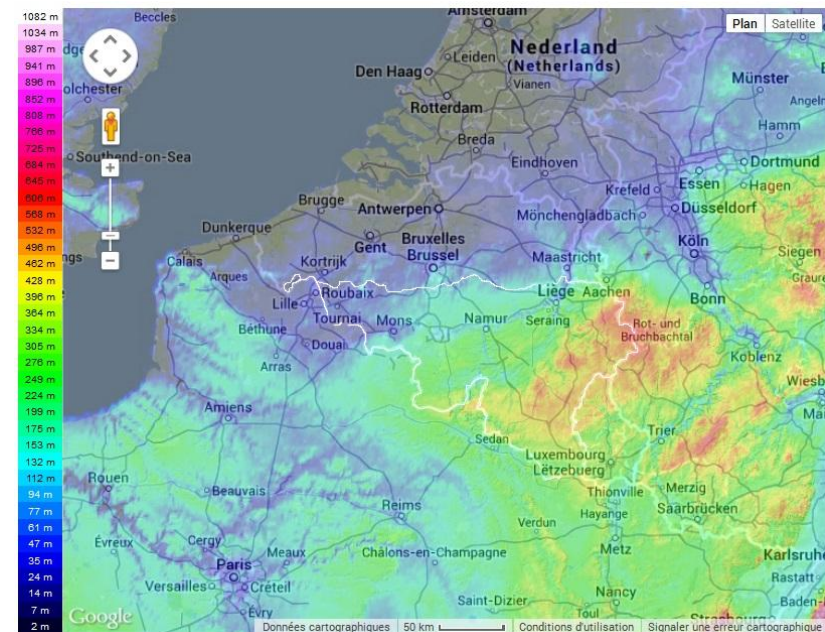 1082 m
1034 m
987 m
941 m
896 m
852 m
808 m
766 m
725 m
684 m
645 m
606 m
568 m
532 m
496 m
462 m
428 m
396 m
364 m
334 m
305 m
276 m
249 m
224 m
199 m
175 m
153 m
132 m
112 m
94 m
77 m
61 m
47 m
35 m
24 m
14 m
7 m
2 m
Plan Satellite
Beccles
Amsterdam
Leiden
Nederland
(Netherlands)
Den Haag
Vianen
Münster
olchester
Rotterdam
Hamm
Breda
Southend-on-Sea
Eindhoven
Dortmund
Essen
Hagen
Krefeld
Brugge
Antwerpen
Mönchengladbach
Düsseldorf
Dunkerque
Gent
Bruxelles
Brussel
Köln
Siegen
ngs
Calais
Kortrijk
Maastricht
Arques
Lille
Roubaix
Liège
Aachen
Bonn
Tournai
Mons
Namur
Seraing
Rot- und
Bruchbachtal
Béthune
Douai
Koblenz
Arras
Wiesb
Amiens
Mai
Sedan
Trier
Luxembourg
Lëtzebuerg
Rouen
Beauvais
Thionville
Merzig
Reims
Hayange
Saarbrücken
Verdun
Évreux
Cergy
Meaux
Châlons-en-Champagne
Metz
Karlsruhe
Paris
Rastatt
Versailles
Créteil
Nancy
Baden-
Saint-Dizier
Évry
Toul
Strasbourg
Google
Données cartographiques 50 km Conditions d'utilisation Signaler une erreur cartographique